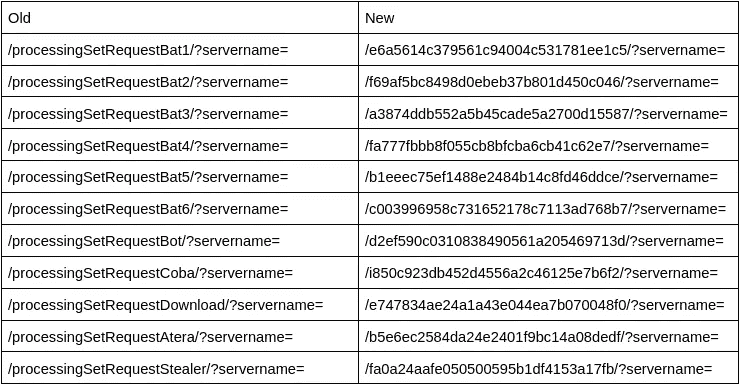 Old New
/processingSetRequestBat1/?servername= /e6a5614c379561c94004c531781ee1c5/?servername=
/processingSetRequestBat2/?servername= /f69af5bc8498d0ebeb37b801d450c046/?servername=
/processingSetRequestBat3/?servername= /a3874ddb552a5b45cade5a2700d15587/?servername=
/processingSetRequestBat4/?servername= /fa777fbbb8f055cb8bfcba6cb41c62e7/?servername=
/processingSetRequestBat5/?servername= /b1eeec75ef1488e2484b14c8fd46ddce/?servername=
/processingSetRequestBat6/?servername= /c003996958c731652178c7113ad768b7/?servername=
/processingSetRequestBot/?servername= /d2ef590c0310838490561a205469713d/?servername=
/processingSetRequestCoba/?servername= /i850c923db452d4556a2c46125e7b6f2/?servername=
/processingSetRequestDownload/?servername= /e747834ae24a1a43e044ea7b070048f0/?servername=
/processingSetRequestAtera/?servername= /b5e6ec2584da24e2401f9bc14a08dedf/?servername=
/processingSetRequestStealer/?servername= /fa0a24aafe050500595b1df4153a17fb/?servername=